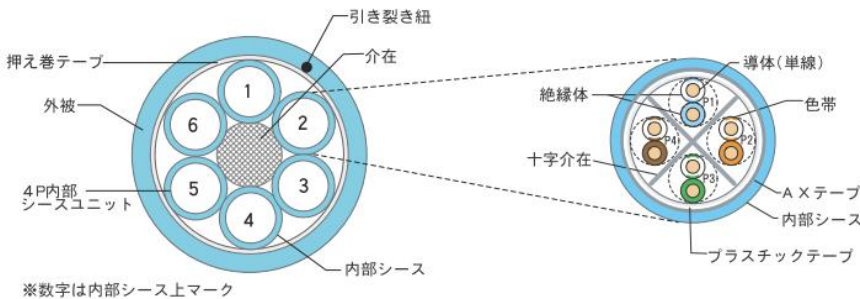 引き裂き紐
押え巻テープ
介在
外被
4P内部
シースユニット
1
2
3
4
5
6
内部シース
※数字は内部シース上マーク
導体(単線)
絶縁体
色帯
P1
P2
P3
P4
十字介在
AXテープ
内部シース
プラスチックテープ